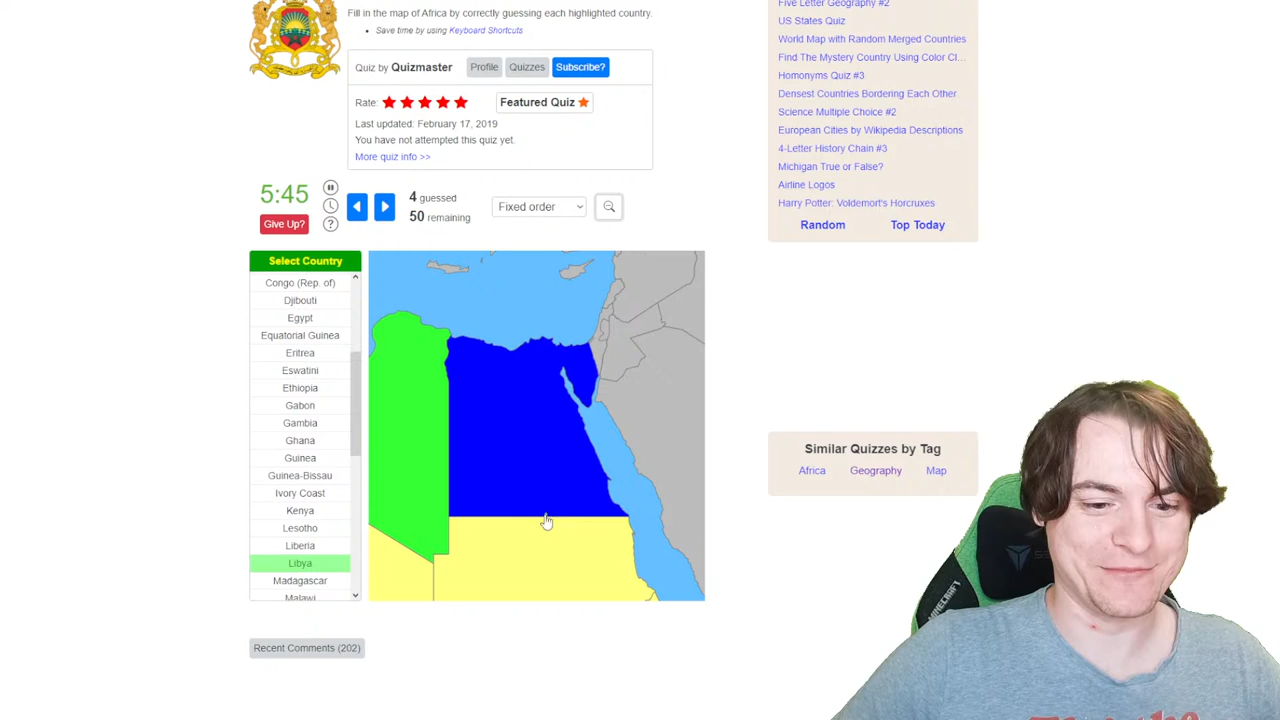 Fill in the map of Africa by correctly guessing each highlighted country.
Save time by using Keyboard Shortcuts
Quiz by Quizmaster
Profile
Quizzes
Subscribe?
Rate:
Featured Quiz
Last updated: February 17, 2019
You have not attempted this quiz yet.
More quiz info >>
5:45
Give Up?
4 guessed
50 remaining
Fixed order
Select Country
Congo (Rep. of)
Djibouti
Egypt
Equatorial Guinea
Eritrea
Eswatini
Ethiopia
Gabon
Gambia
Ghana
Guinea
Guinea-Bissau
Ivory Coast
Kenya
Lesotho
Liberia
Libya
Madagascar
Malawi
Recent Comments (202)
Five Letter Geography #2
US States Quiz
World Map with Random Merged Countries
Find The Mystery Country Using Color Cl...
Homonyms Quiz #3
Densest Countries Bordering Each Other
Science Multiple Choice #2
European Cities by Wikipedia Descriptions
4-Letter History Chain #3
Michigan True or False?
Airline Logos
Harry Potter: Voldemort's Horcruxes
Random
Top Today
Similar Quizzes by Tag
Africa
Geography
Map
MINECRAFT